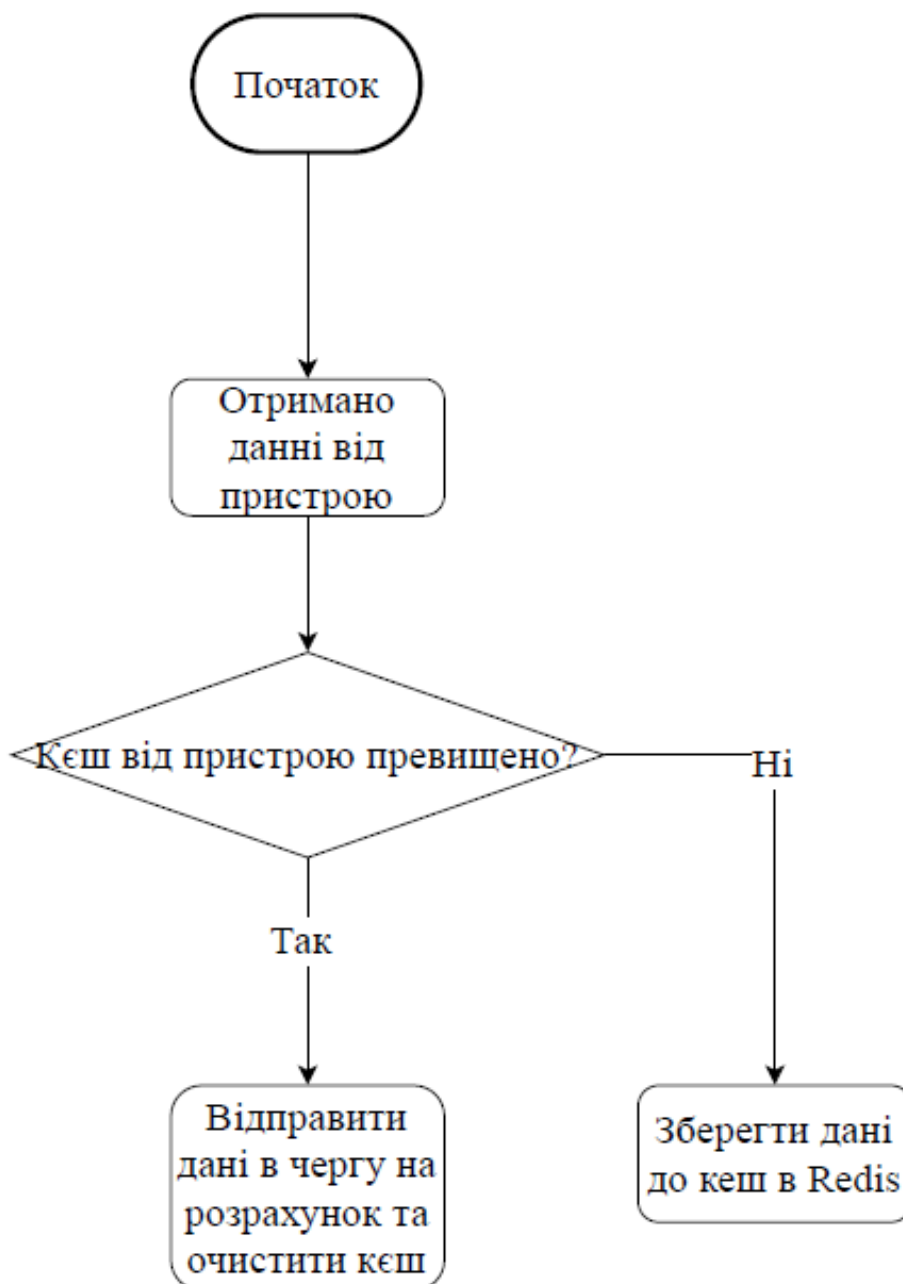 Початок
Отримано
данні від
пристрою
Кєш від пристрою превищено?
Ні
Так
Відправити
дані в чергу на
розрахунок та
очистити кєш
Зберегти дані
до кеш в Redis